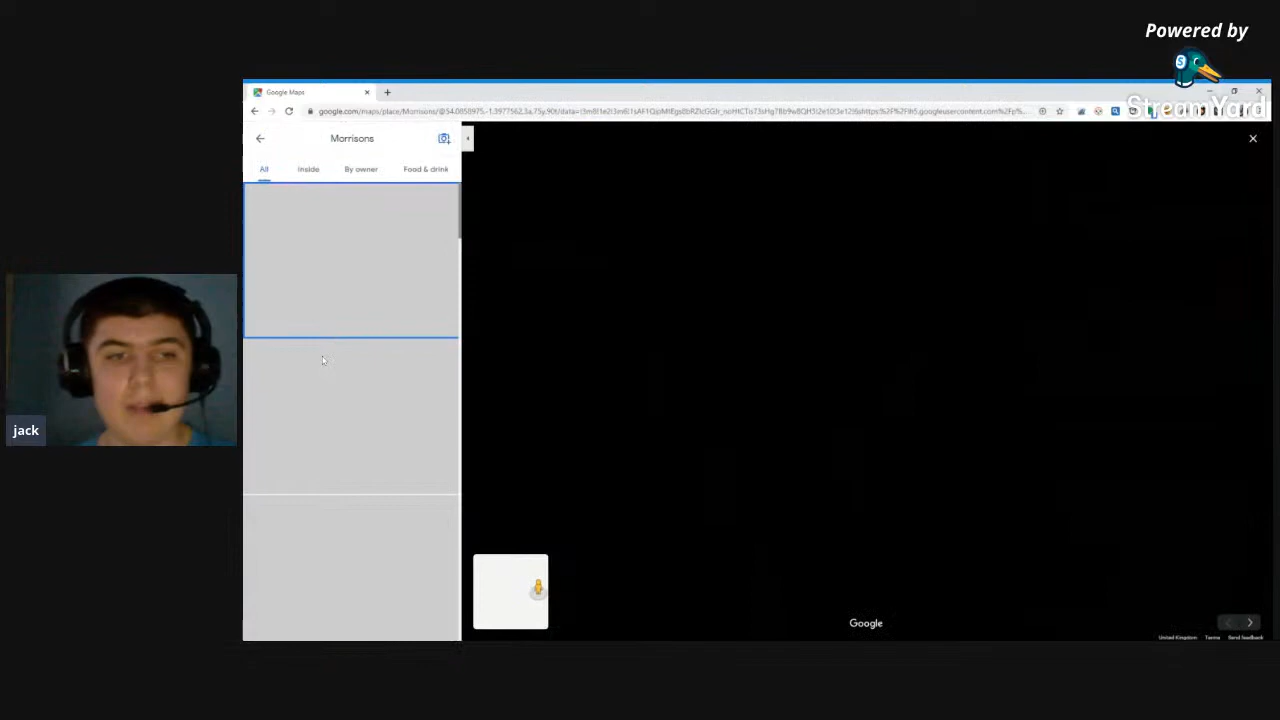 Powered by
StreamYard
Google Maps
Morrisons
All
Inside
By owner
Food & drink
jack
Google
United Kingdom
Terms
Send feedback